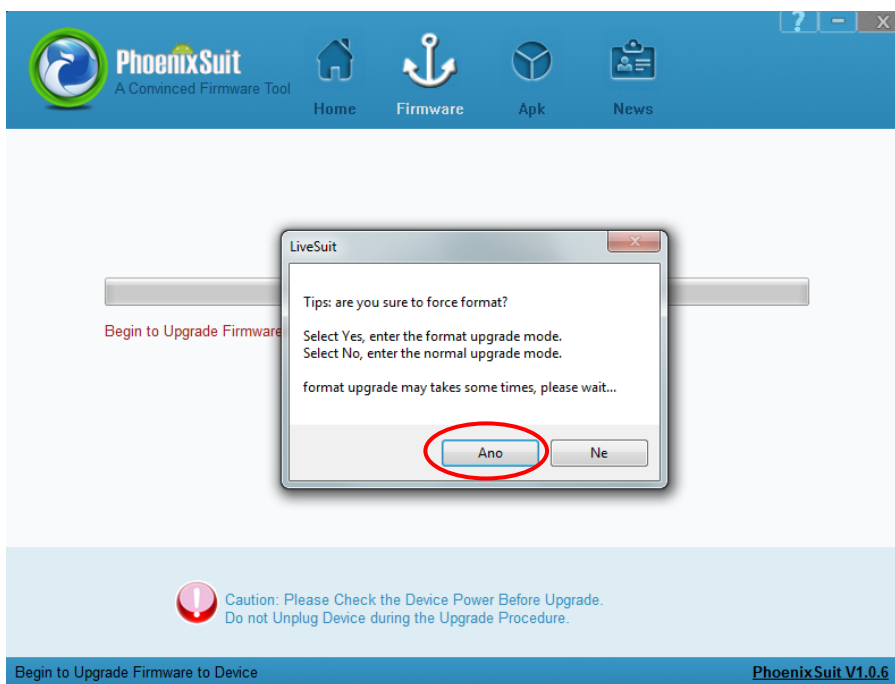 ? – X
PhoenixSuit
A Convinced Firmware Tool
Home Firmware Apk News
LiveSuit
Tips: are you sure to force format?
Begin to Upgrade Firmware
Select Yes, enter the format upgrade mode.
Select No, enter the normal upgrade mode.
format upgrade may takes some times, please wait...
Ano Ne
Caution: Please Check the Device Power Before Upgrade.
Do not Unplug Device during the Upgrade Procedure.
Begin to Upgrade Firmware to Device PhoenixSuit V1.0.6